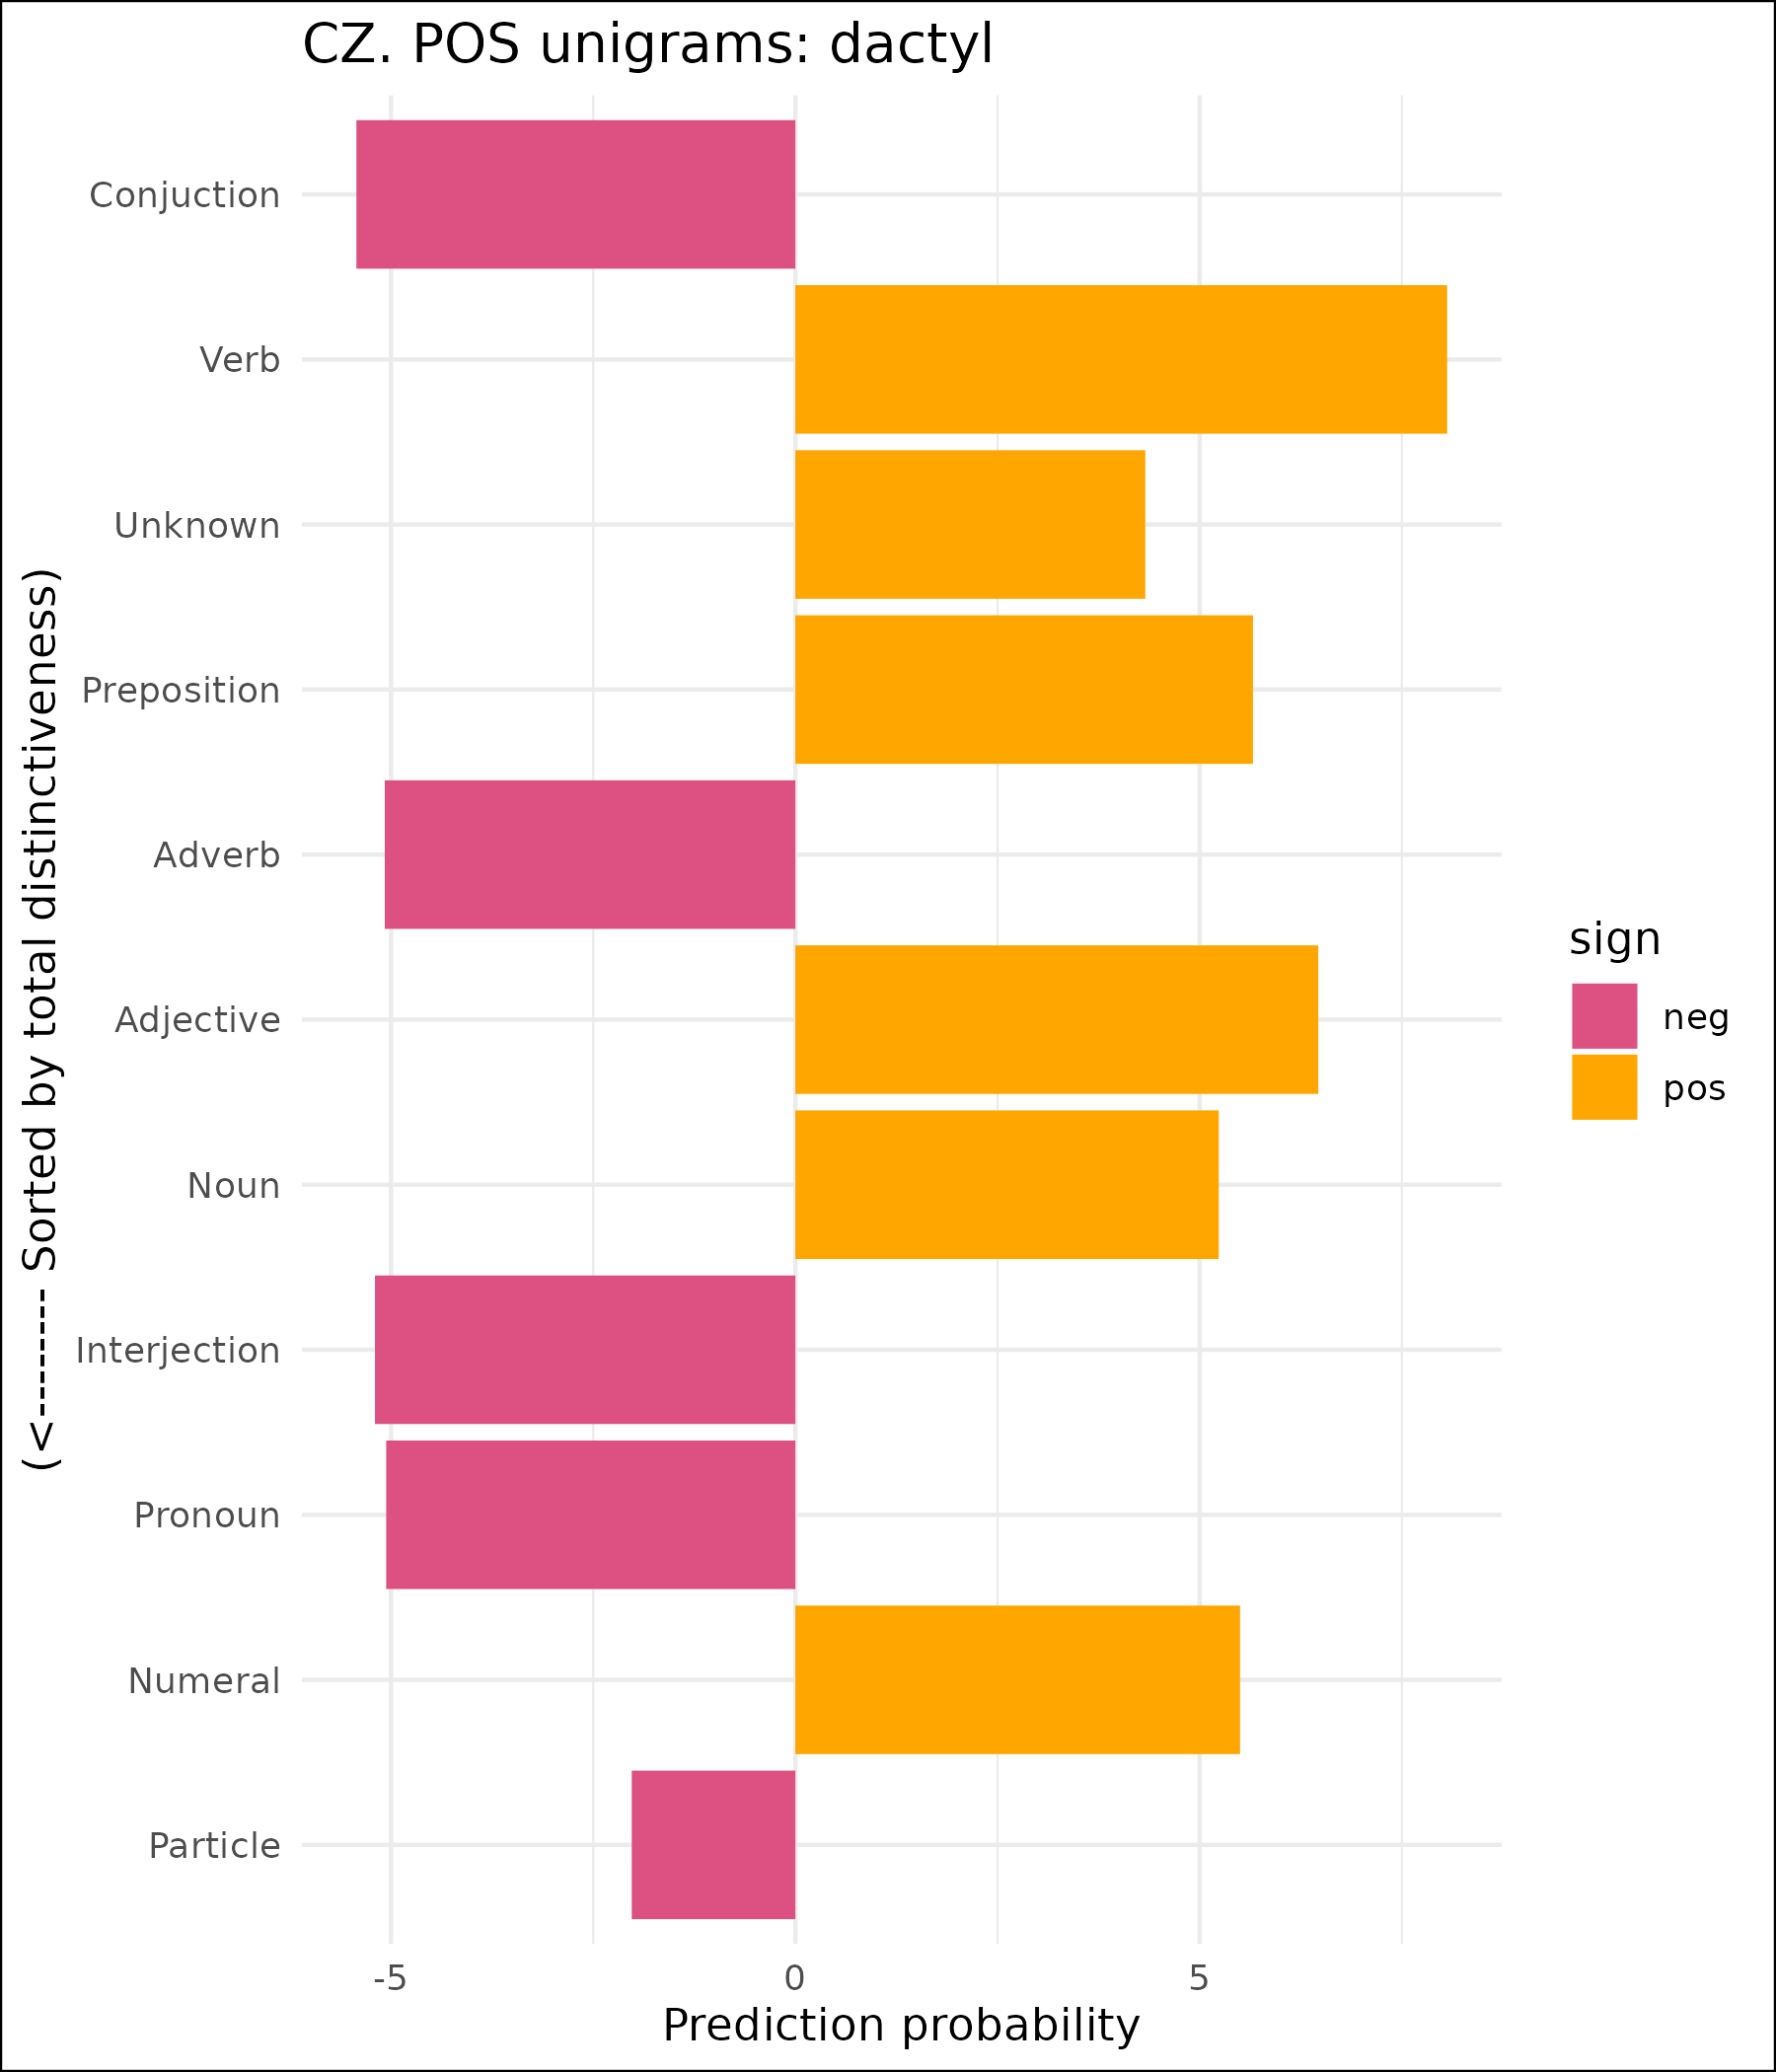 CZ. POS unigrams: dactyl
Conjuction
Verb
Unknown
Preposition
Adverb
Adjective
Noun
Interjection
Pronoun
Numeral
Particle
(<-------- Sorted by total distinctiveness)
-5 0 5
Prediction probability
sign
neg
pos